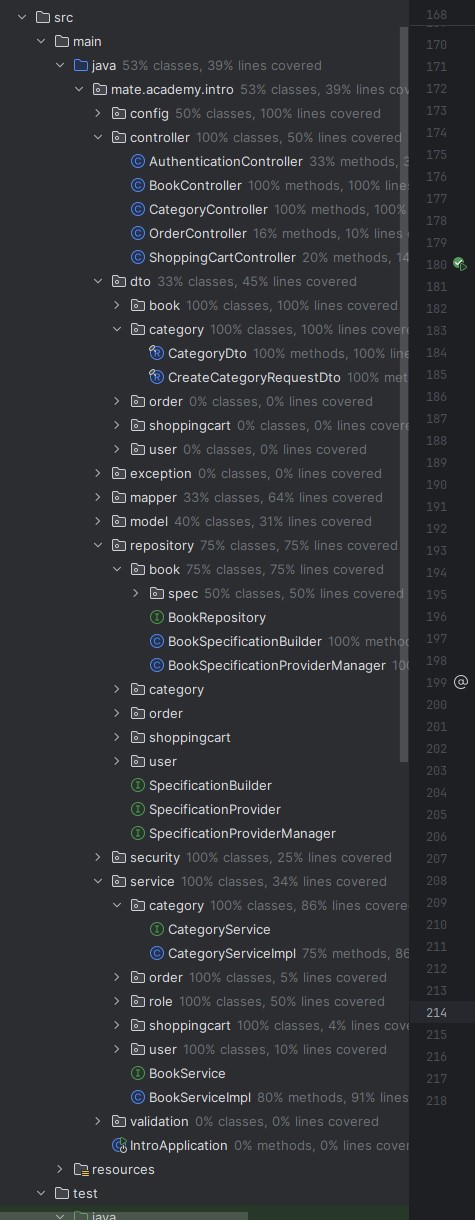 src
168
main
170
java 53% classes, 39% lines covered
171
mate.academy.intro 53% classes, 39% lines cov
172
config 50% classes, 100% lines covered
173
controller 100% classes, 50% lines covered
174
AuthenticationController 33% methods, 3
175
BookController 100% methods, 100% line
176
CategoryController 100% methods, 100%
177
178
OrderController 16% methods, 10% lines
179
ShoppingCartController 20% methods, 14
180
dto 33% classes, 45% lines covered
181
book 100% classes, 100% lines covered
182
category 100% classes, 100% lines cover
183
CategoryDto 100% methods, 100% line
184
CreateCategoryRequestDto 100% met
185
order 0% classes, 0% lines covered
186
shoppingcart 0% classes, 0% lines covere
187
user 0% classes, 0% lines covered
188
exception 0% classes, 0% lines covered
189
mapper 33% classes, 64% lines covered
190
191
model 40% classes, 31% lines covered
192
repository 75% classes, 75% lines covered
193
book 75% classes, 75% lines covered
194
spec 50% classes, 50% lines covered
195
BookRepository
196
BookSpecificationBuilder 100% metho
197
BookSpecificationProviderManager 10
198
category
199
order
200
shoppingcart
201
202
user
203
SpecificationBuilder
204
SpecificationProvider
205
SpecificationProviderManager
206
security 100% classes, 25% lines covered
207
service 100% classes, 34% lines covered
208
category 100% classes, 86% lines covere
209
CategoryService
210
CategoryServiceImpl 75% methods, 86
211
order 100% classes, 5% lines covered
212
role 100% classes, 50% lines covered
213
214
shoppingcart 100% classes, 4% lines cove
215
user 100% classes, 10% lines covered
216
BookService
217
BookServiceImpl 80% methods, 91% lines
218
validation 0% classes, 0% lines covered
IntroApplication 0% methods, 0% lines cover
resources
test
java